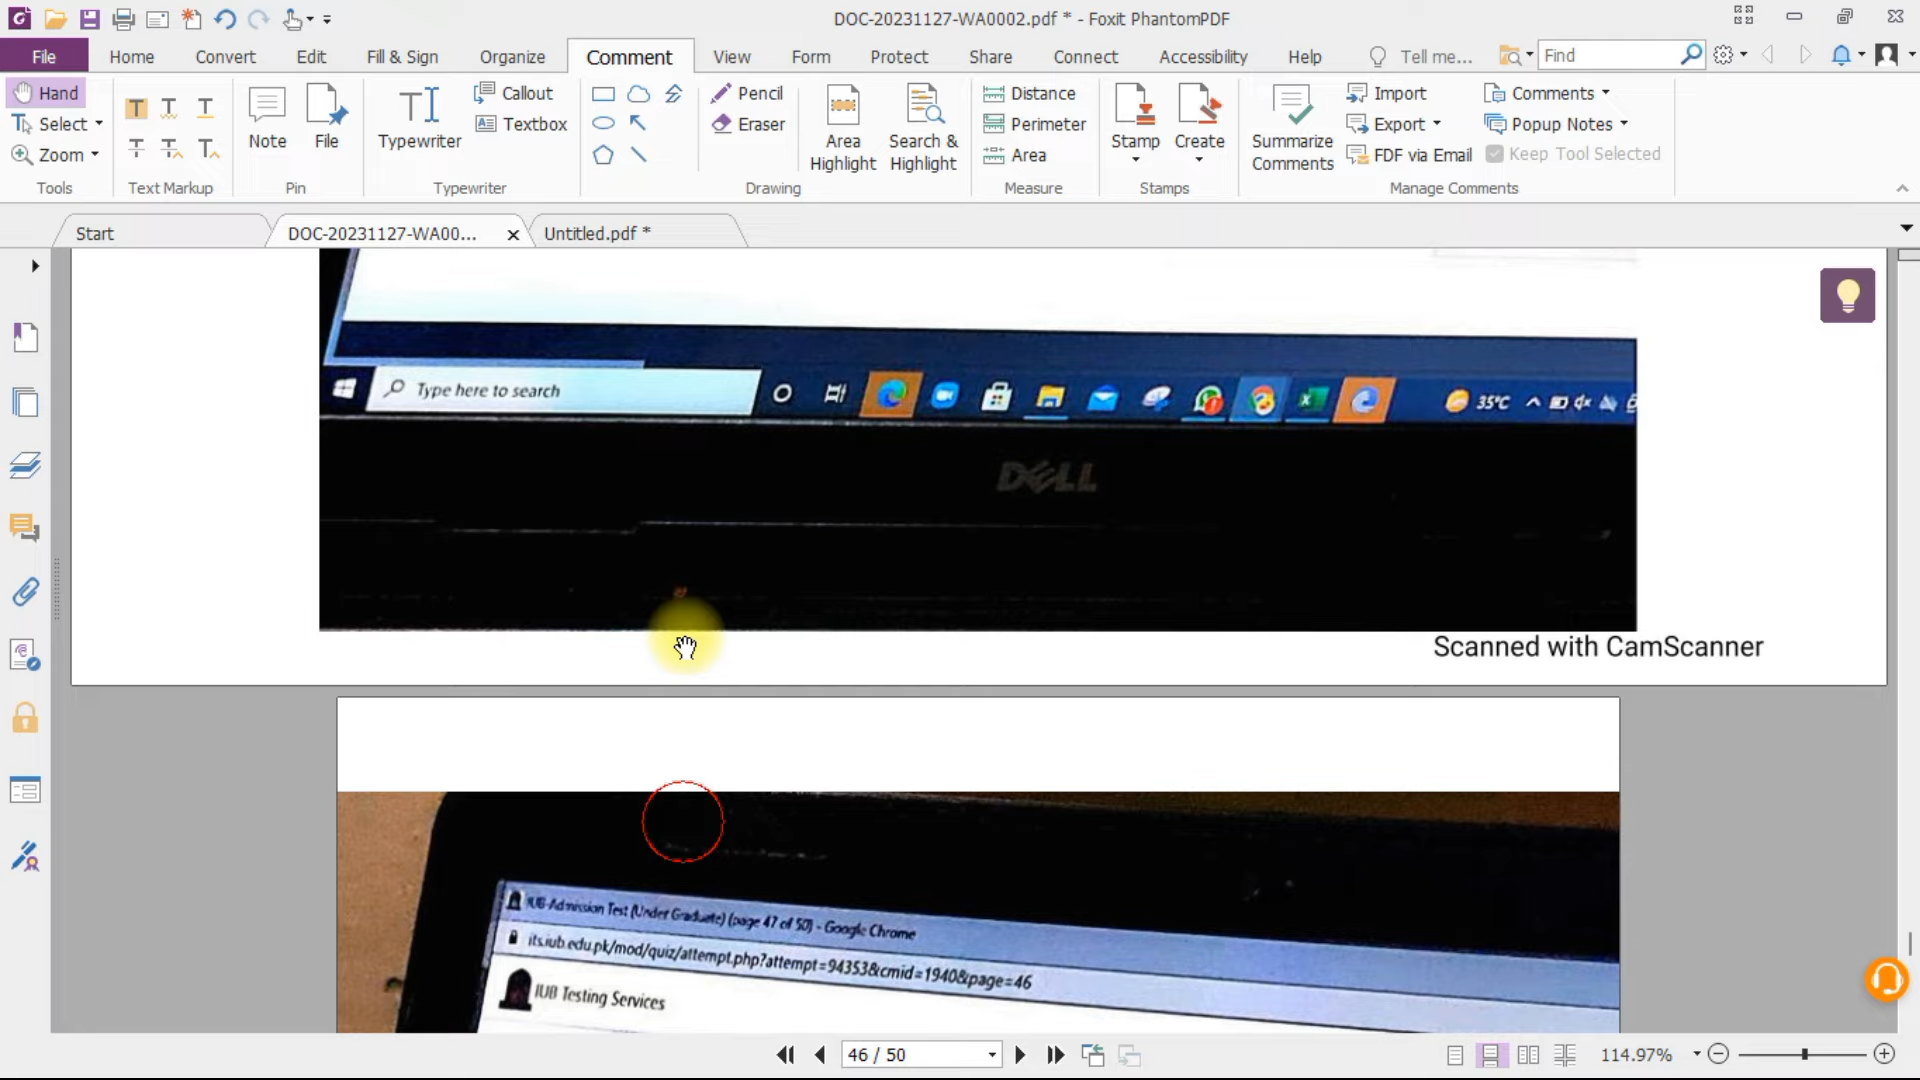 DOC-20231127-WA0002.pdf * - Foxit PhantomPDF
File Home Convert Edit Fill & Sign Organize Comment View Form Protect Share Connect Accessibility Help Tell me... Find
Hand
Select
Zoom
Tools
Text Markup
Note
File
Pin
Typewriter
Callout
Textbox
Typewriter
Pencil
Eraser
Area Highlight
Search & Highlight
Drawing
Distance
Perimeter
Area
Measure
Stamp
Create
Stamps
Summarize Comments
Import
Export
FDF via Email
Comments
Popup Notes
Keep Tool Selected
Manage Comments
Start
DOC-20231127-WA00...
Untitled.pdf *
Type here to search
35°C
DELL
Scanned with CamScanner
IUB-Admission Test (Under Graduate) (page 47 of 50) - Google Chrome
its.iub.edu.pk/mod/quiz/attempt.php?attempt=94353&cmid=1940&page=46
IUB Testing Services
46 / 50
114.97%